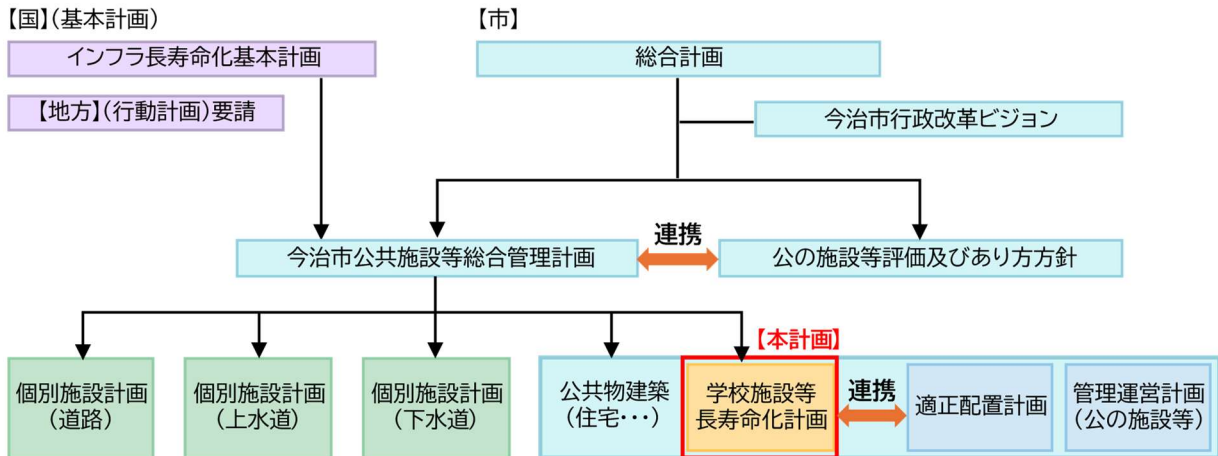 【国】(基本計画)
【市】
インフラ長寿命化基本計画
総合計画
【地方】(行動計画)要請
今治市行政改革ビジョン
連携
今治市公共施設等総合管理計画
公の施設等評価及びあり方方針
【本計画】
個別施設計画
(道路)
個別施設計画
(上水道)
個別施設計画
(下水道)
公共物建築
(住宅・・・)
学校施設等
長寿命化計画
連携
適正配置計画
管理運営計画
(公の施設等)